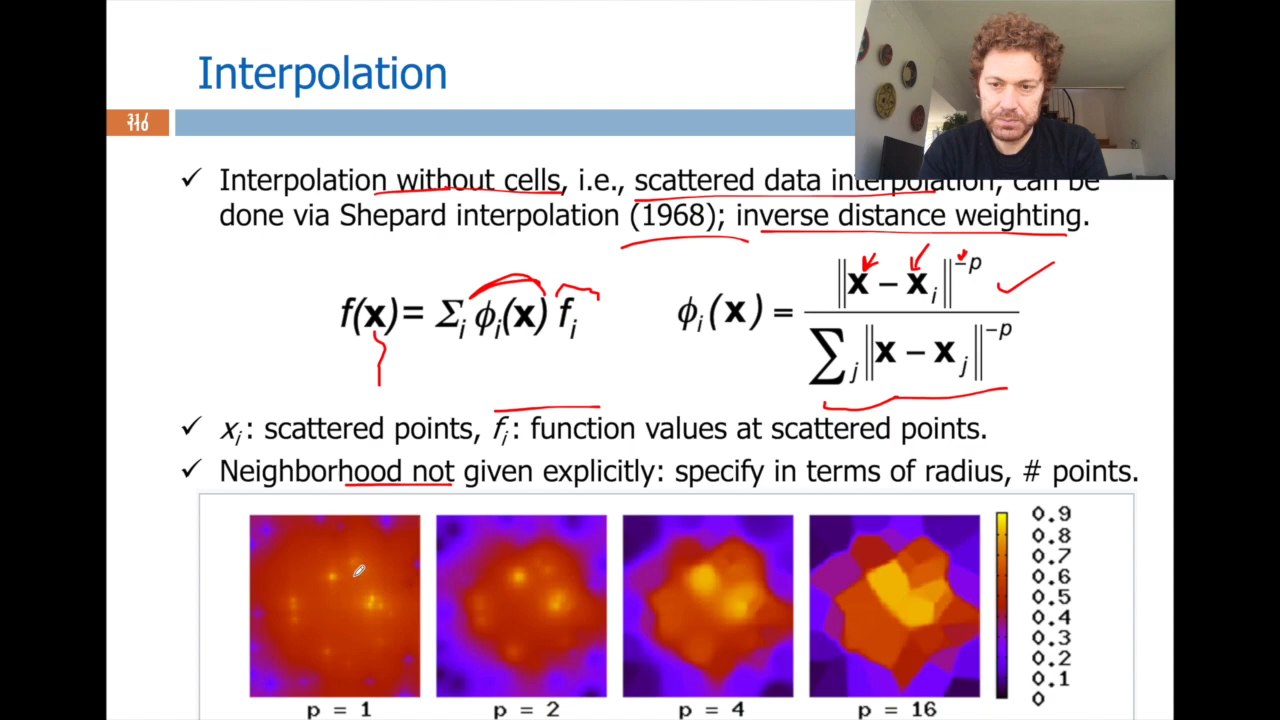 Interpolation
31 /
110
✓ Interpolation without cells, i.e., scattered data interpolation, can be
done via Shepard interpolation (1968); inverse distance weighting.
f(x)= Σi ϕi(x) fi
ϕi(x) = ‖x − xi‖^−p / Σj ‖x − xj‖^−p
✓ xi: scattered points, fi: function values at scattered points.
✓ Neighborhood not given explicitly: specify in terms of radius, # points.
0.9
0.8
0.7
0.6
0.5
0.4
0.3
0.2
0.1
0
p = 1 p = 2 p = 4 p = 16